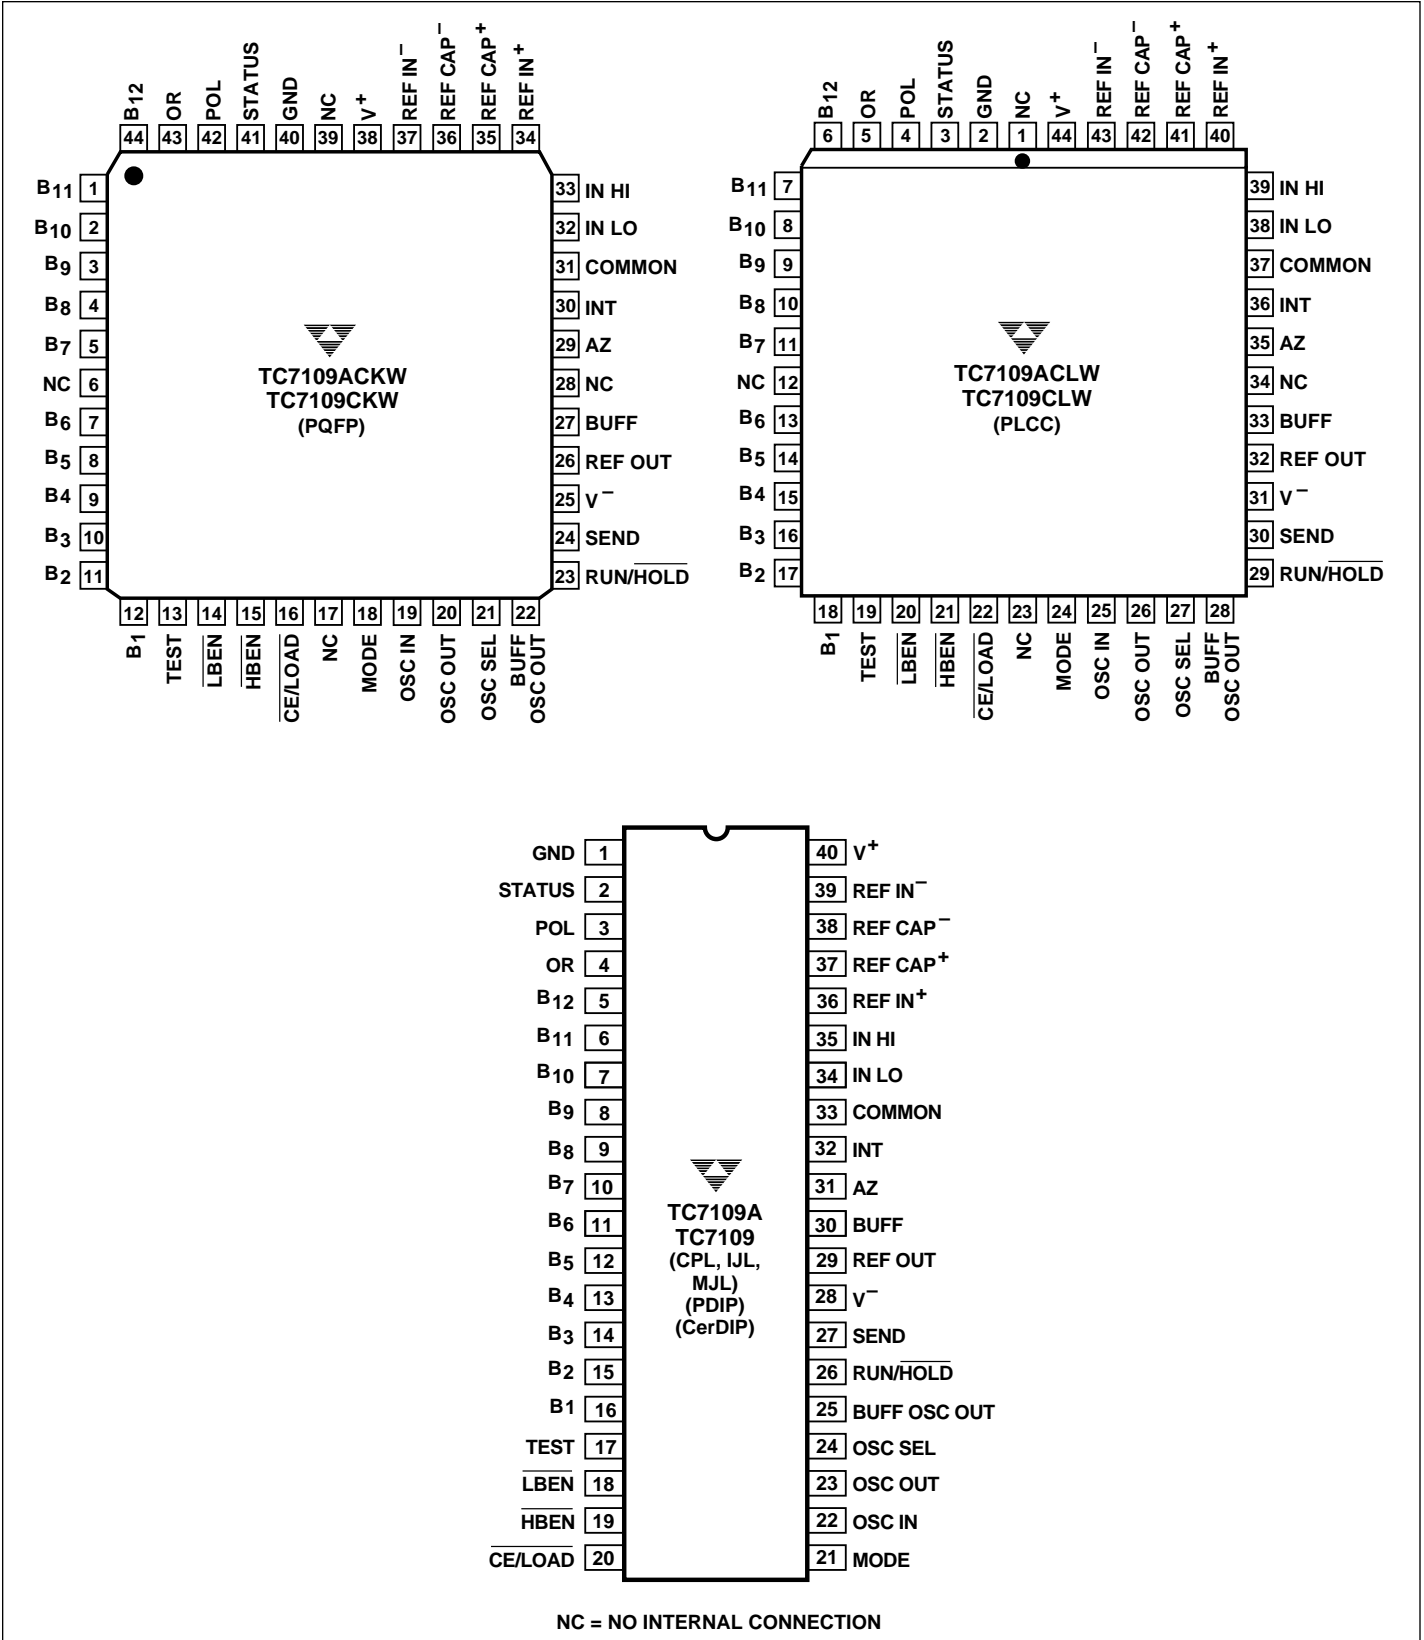 B12 OR POL STATUS GND NC V+ REF IN– REF CAP– REF CAP+ REF IN+
44 43 42 41 40 39 38 37 36 35 34
B11 1 33 IN HI
B10 2 32 IN LO
B9 3 31 COMMON
B8 4 30 INT
B7 5 29 AZ
NC 6 28 NC
B6 7 27 BUFF
B5 8 26 REF OUT
B4 9 25 V–
B3 10 24 SEND
B2 11 23 RUN/HOLD
TC7109ACKW
TC7109CKW
(PQFP)
12 13 14 15 16 17 18 19 20 21 22
B1 TEST LBEN HBEN CE/LOAD NC MODE OSC IN OSC OUT OSC SEL BUFF OSC OUT
B12 OR POL STATUS GND NC V+ REF IN– REF CAP– REF CAP+ REF IN+
6 5 4 3 2 1 44 43 42 41 40
B11 7 39 IN HI
B10 8 38 IN LO
B9 9 37 COMMON
B8 10 36 INT
B7 11 35 AZ
NC 12 34 NC
B6 13 33 BUFF
B5 14 32 REF OUT
B4 15 31 V–
B3 16 30 SEND
B2 17 29 RUN/HOLD
TC7109ACLW
TC7109CLW
(PLCC)
18 19 20 21 22 23 24 25 26 27 28
B1 TEST LBEN HBEN CE/LOAD NC MODE OSC IN OSC OUT OSC SEL BUFF OSC OUT
GND 1 40 V+
STATUS 2 39 REF IN–
POL 3 38 REF CAP–
OR 4 37 REF CAP+
B12 5 36 REF IN+
B11 6 35 IN HI
B10 7 34 IN LO
B9 8 33 COMMON
B8 9 32 INT
B7 10 31 AZ
B6 11 30 BUFF
B5 12 29 REF OUT
B4 13 28 V–
B3 14 27 SEND
B2 15 26 RUN/HOLD
B1 16 25 BUFF OSC OUT
TEST 17 24 OSC SEL
LBEN 18 23 OSC OUT
HBEN 19 22 OSC IN
CE/LOAD 20 21 MODE
TC7109A
TC7109
(CPL, IJL,
MJL)
(PDIP)
(CerDIP)
NC = NO INTERNAL CONNECTION